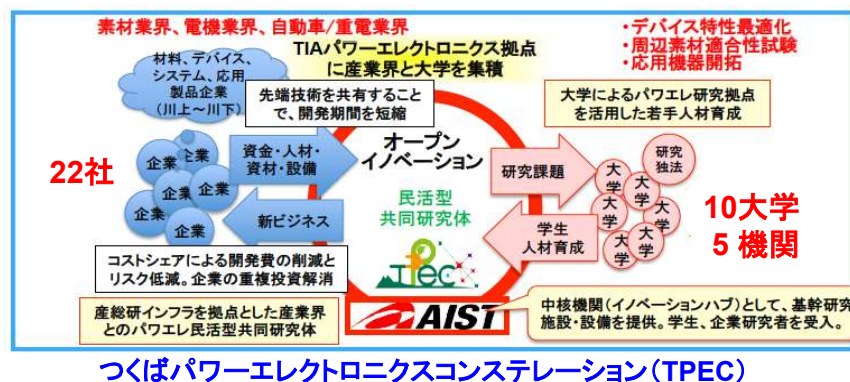 素材業界、電機業界、自動車/重電業界
・デバイス特性最適化
・周辺素材適合性試験
・応用機器開拓
TIAパワーエレクトロニクス拠点
に産業界と大学を集積
材料、デバイス、
システム、応用
製品企業
(川上～川下)
先端技術を共有すること
で、開発期間を短縮
大学によるパワエレ研究拠点
を活用した若手人材育成
オープン
イノベーション
企業
企業
企業
企業
企業
企業
22社
資金・人材・
資材・設備
新ビジネス
民活型
共同研究体
TPEC
研究課題
学生
人材育成
研究
独法
大学
大学
大学
大学
大学
大学
10大学
5 機関
コストシェアによる開発費の削減と
リスク低減。企業の重複投資解消
産総研インフラを拠点とした産業界
とのパワエレ民活型共同研究体
AIST
中核機関(イノベーションハブ)として、基幹研究
施設・設備を提供。学生、企業研究者を受入。
つくばパワーエレクトロニクスコンステレーション(TPEC)